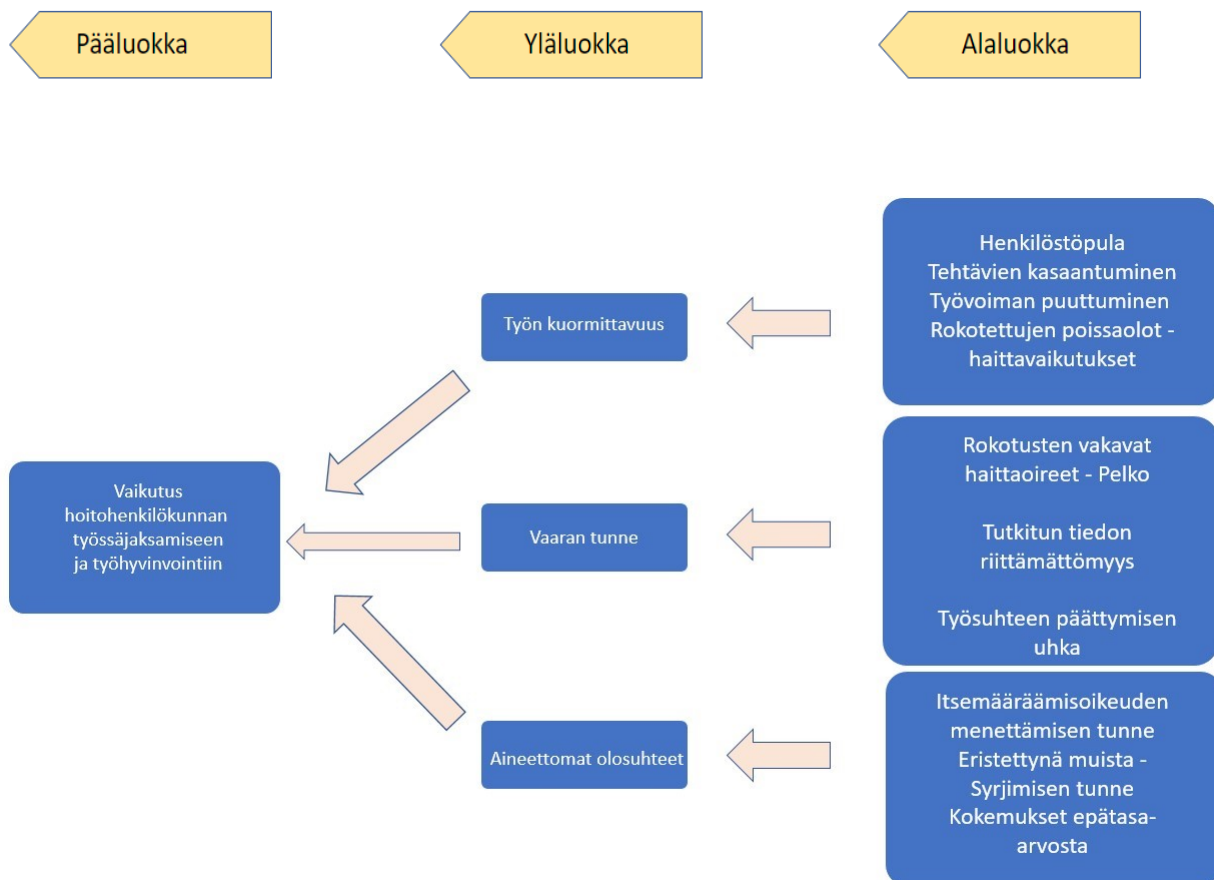 Pääluokka
Yläluokka
Alaluokka
Henkilöstöpula
Tehtävien kasaantuminen
Työvoiman puuttuminen
Rokotettujen poissaolot -
haittavaikutukset
Työn kuormittavuus
Rokotusten vakavat
haittaoireet - Pelko
Tutkitun tiedon
riittämättömyys
Työsuhteen päättymisen
uhka
Vaaran tunne
Vaikutus
hoitohenkilökunnan
työssäjaksamiseen
ja työhyvinvointiin
Itsemääräämisoikeuden
menettämisen tunne
Eristettynä muista -
Syrjimisen tunne
Kokemukset epätasa-
arvosta
Aineettomat olosuhteet